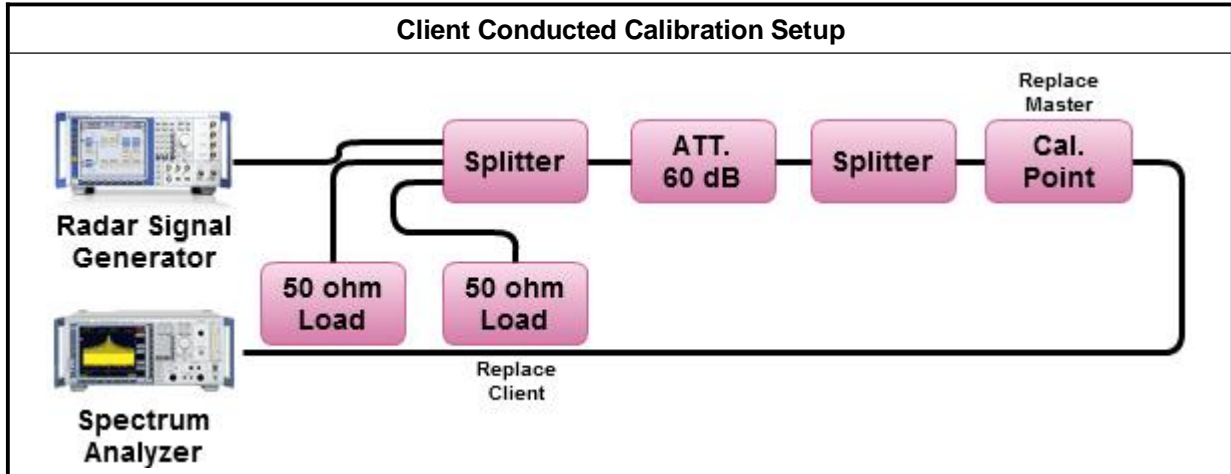 Client Conducted Calibration Setup
Replace
Master
Splitter
ATT.
60 dB
Splitter
Cal.
Point
Radar Signal
Generator
50 ohm
Load
50 ohm
Load
Replace
Client
Spectrum
Analyzer